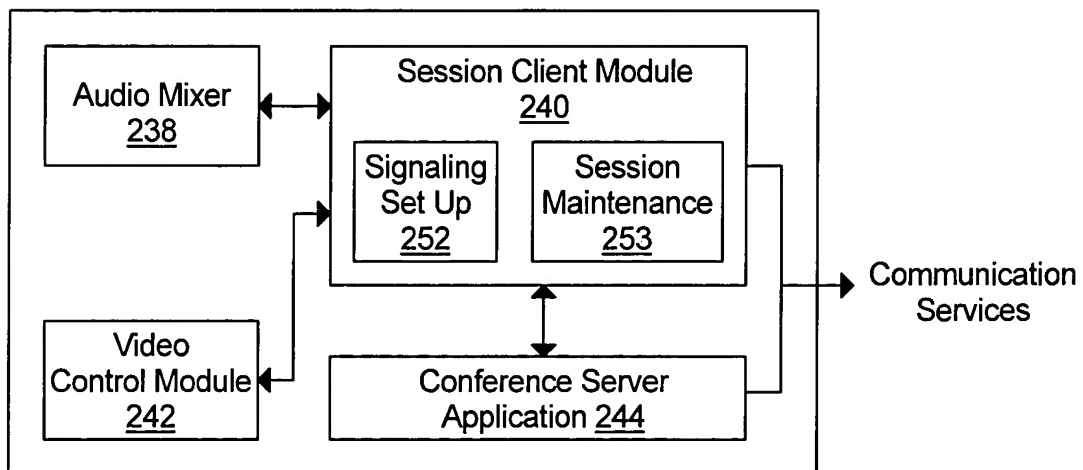 Audio Mixer
238
Session Client Module
240
Signaling
Set Up
252
Session
Maintenance
253
Video
Control Module
242
Conference Server
Application 244
Communication
Services